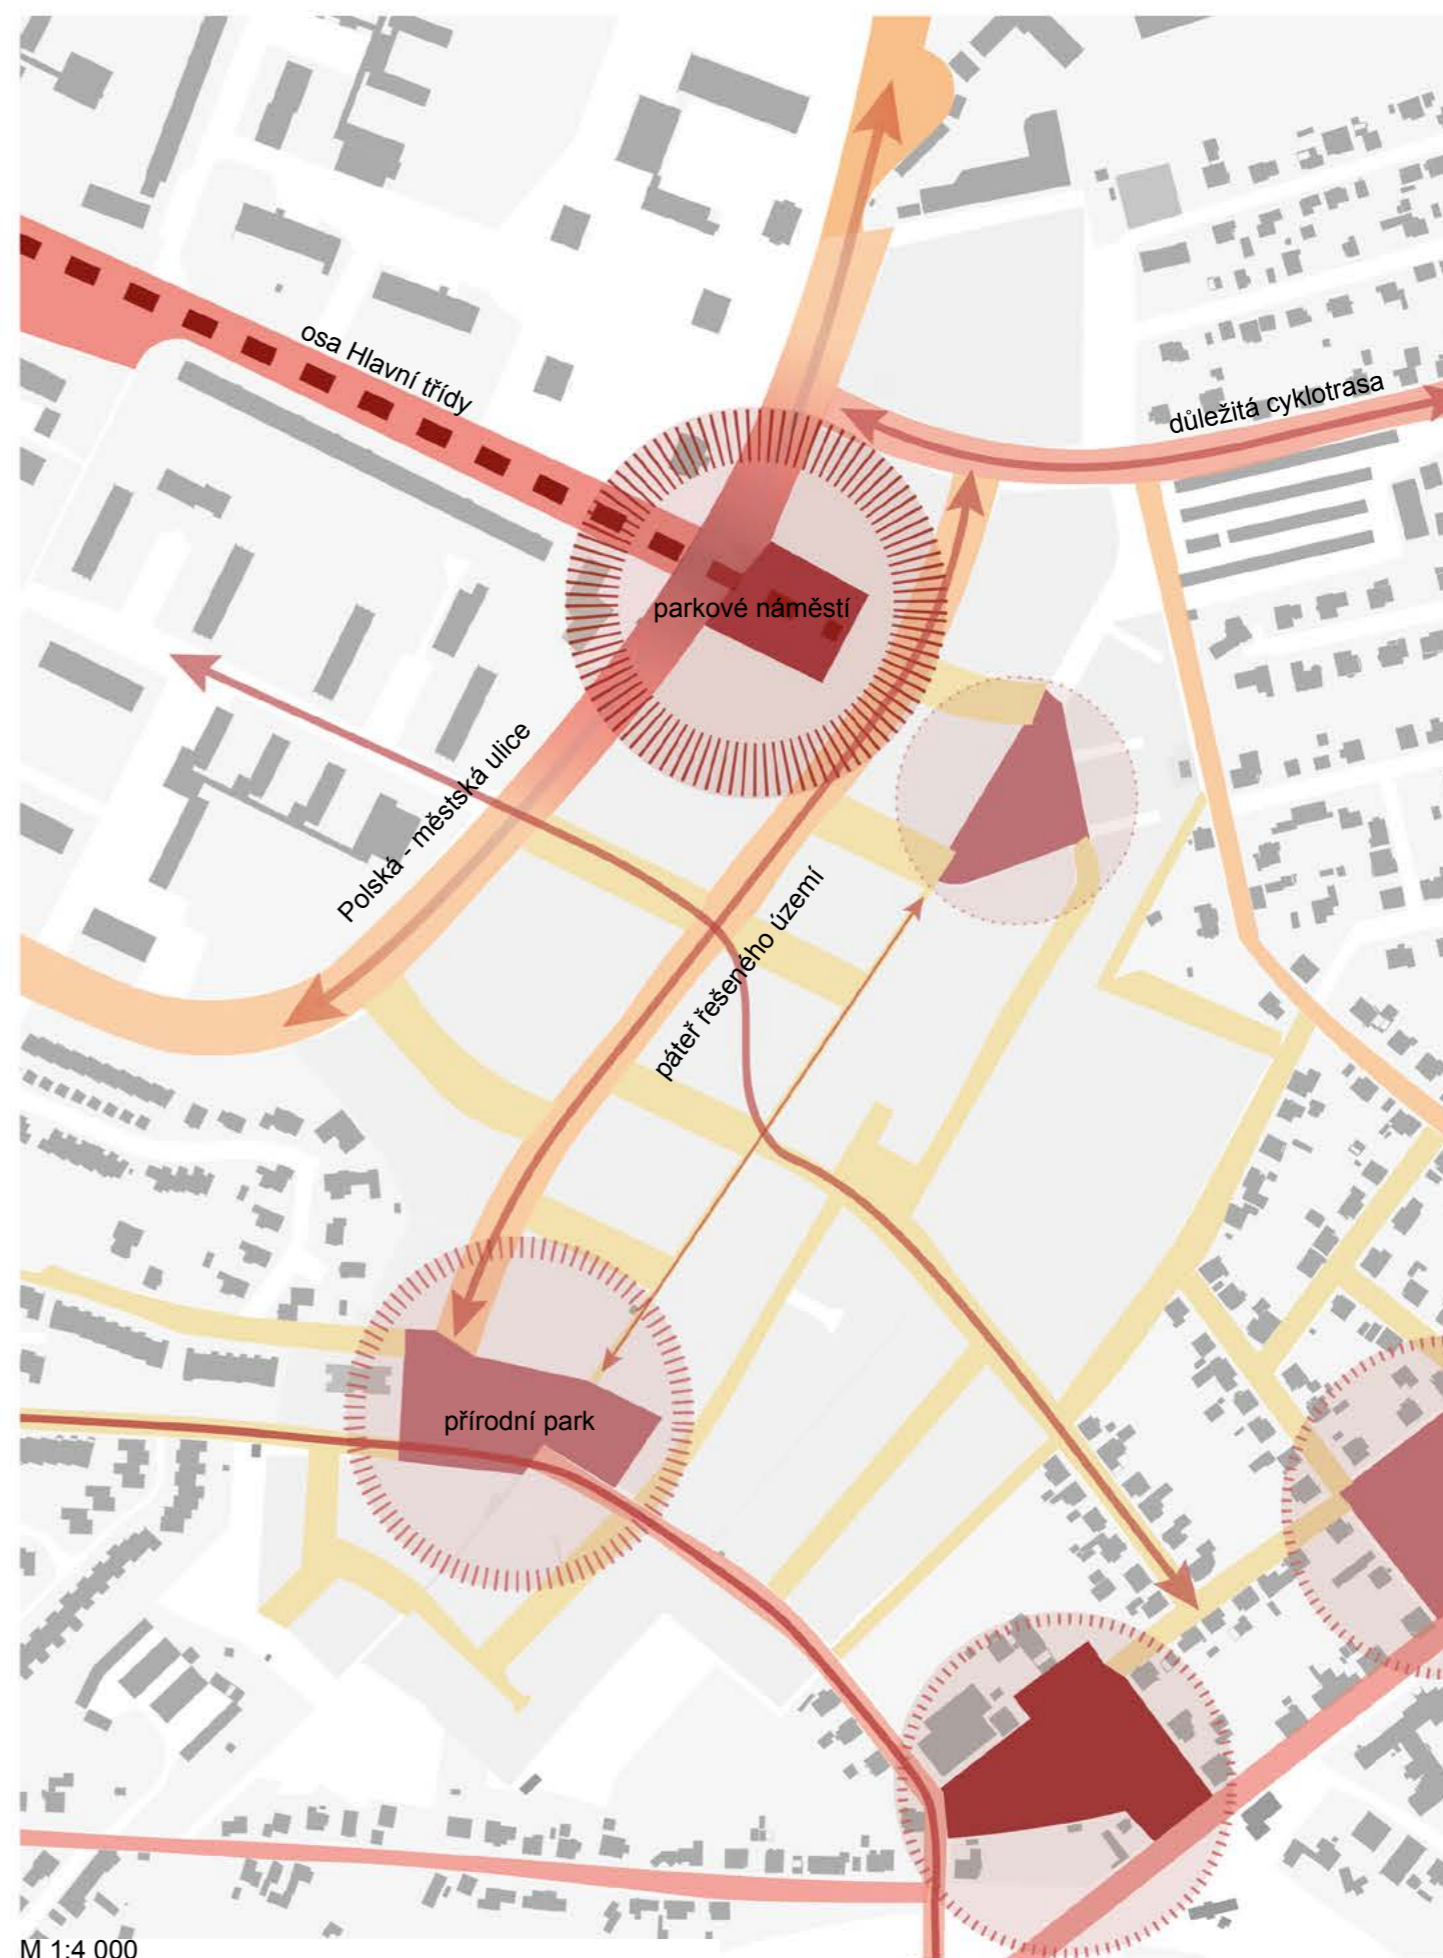 osa Hlavní třídy
důležitá cyklotrasa
parkové náměstí
Polská - městská ulice
páteř řešeného území
přírodní park
M 1:4 000